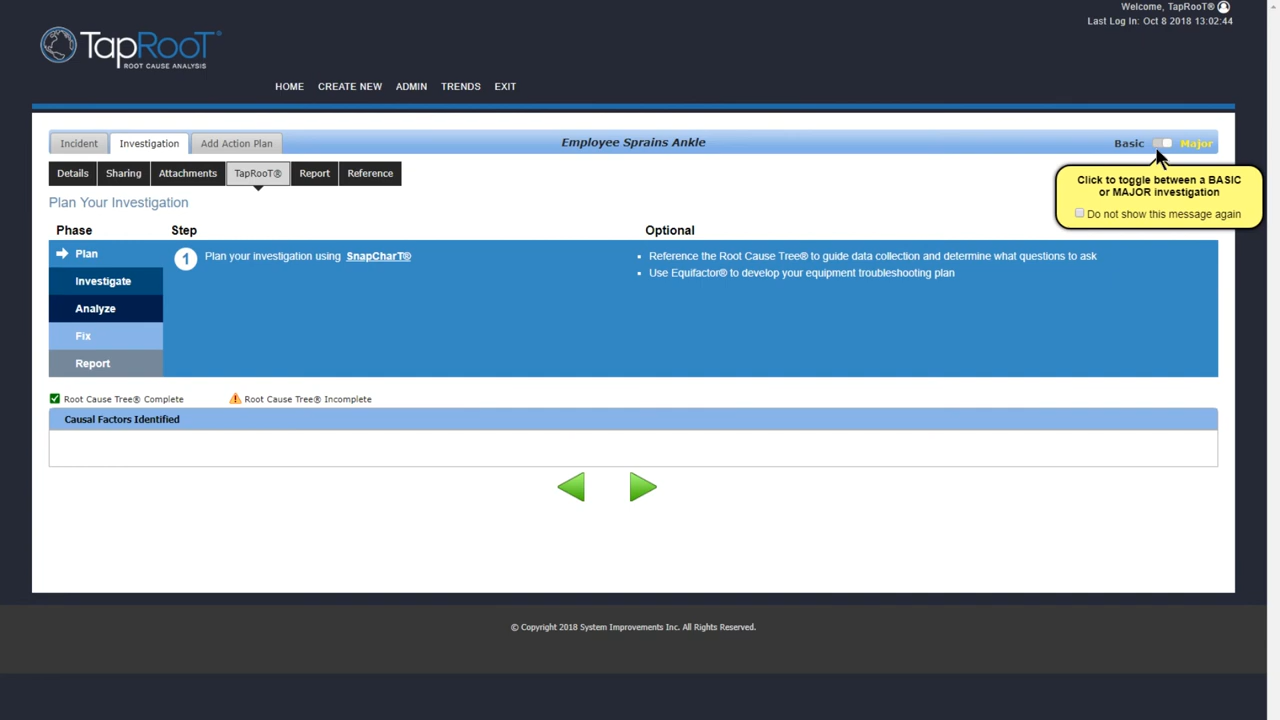 Welcome, TapRooT®
Last Log In: Oct 8 2018 13:02:44
TapRooT®
ROOT CAUSE ANALYSIS
HOME CREATE NEW ADMIN TRENDS EXIT
Incident Investigation Add Action Plan Employee Sprains Ankle Basic Major
Details Sharing Attachments TapRooT® Report Reference
Click to toggle between a BASIC
or MAJOR investigation
Do not show this message again
Plan Your Investigation
Phase Step Optional
Plan
Investigate
Analyze
Fix
Report
1 Plan your investigation using SnapCharT®
• Reference the Root Cause Tree® to guide data collection and determine what questions to ask
• Use Equifactor® to develop your equipment troubleshooting plan
Root Cause Tree® Complete Root Cause Tree® Incomplete
Causal Factors Identified
© Copyright 2018 System Improvements Inc. All Rights Reserved.